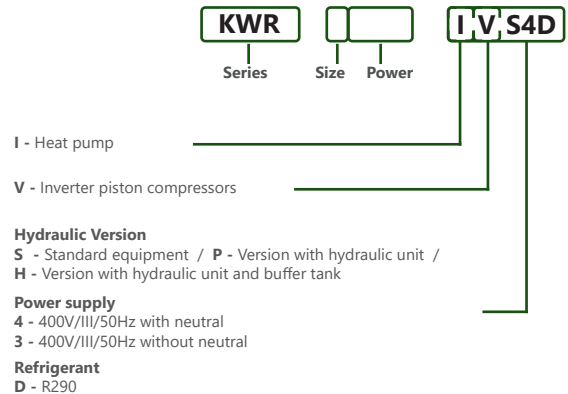 KWR I V S4D
Series Size Power
I - Heat pump
V - Inverter piston compressors
Hydraulic Version
S - Standard equipment / P - Version with hydraulic unit /
H - Version with hydraulic unit and buffer tank
Power supply
4 - 400V/III/50Hz with neutral
3 - 400V/III/50Hz without neutral
Refrigerant
D - R290